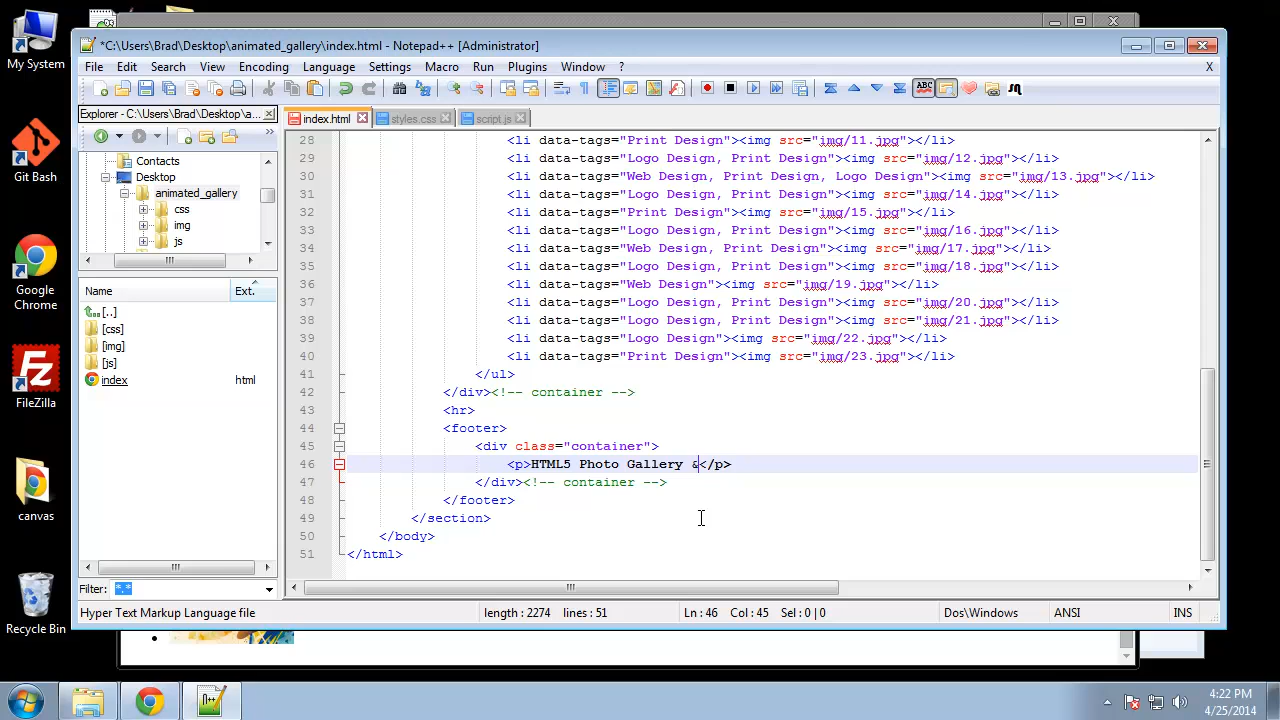 My System
Git Bash
Google
Chrome
FileZilla
canvas
Recycle Bin
*C:\Users\Brad\Desktop\animated_gallery\index.html - Notepad++ [Administrator]
File Edit Search View Encoding Language Settings Macro Run Plugins Window ? X
Explorer - C:\Users\Brad\Desktop\a...
index.html styles.css script.js
Contacts
Desktop
animated_gallery
css
img
js
Name Ext.
[..]
[css]
[img]
[js]
index html
Filter: *.*
28 <li data-tags="Print Design"><img src="img/11.jpg"></li>
29 <li data-tags="Logo Design, Print Design"><img src="img/12.jpg"></li>
30 <li data-tags="Web Design, Print Design, Logo Design"><img src="img/13.jpg"></li>
31 <li data-tags="Logo Design, Print Design"><img src="img/14.jpg"></li>
32 <li data-tags="Print Design"><img src="img/15.jpg"></li>
33 <li data-tags="Logo Design, Print Design"><img src="img/16.jpg"></li>
34 <li data-tags="Web Design, Print Design"><img src="img/17.jpg"></li>
35 <li data-tags="Logo Design, Print Design"><img src="img/18.jpg"></li>
36 <li data-tags="Web Design"><img src="img/19.jpg"></li>
37 <li data-tags="Logo Design, Print Design"><img src="img/20.jpg"></li>
38 <li data-tags="Logo Design, Print Design"><img src="img/21.jpg"></li>
39 <li data-tags="Logo Design"><img src="img/22.jpg"></li>
40 <li data-tags="Print Design"><img src="img/23.jpg"></li>
41 </ul>
42 </div><!-- container -->
43 <hr>
44 <footer>
45 <div class="container">
46 <p>HTML5 Photo Gallery &</p>
47 </div><!-- container -->
48 </footer>
49 </section>
50 </body>
51 </html>
Hyper Text Markup Language file length : 2274 lines : 51 Ln : 46 Col : 45 Sel : 0 | 0 Dos\Windows ANSI INS
4:22 PM
4/25/2014